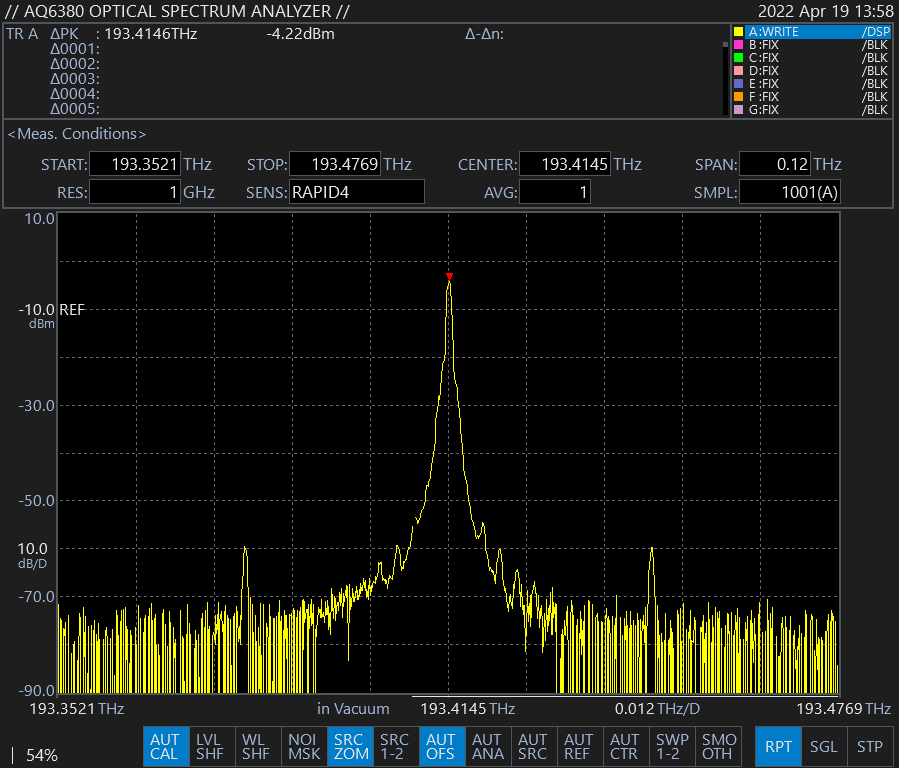 // AQ6380 OPTICAL SPECTRUM ANALYZER // 2022 Apr 19 13:58
TR A ΔPK : 193.4146THz -4.22dBm Δ-Δn:
Δ0001:
Δ0002:
Δ0003:
Δ0004:
Δ0005:
A:WRITE /DSP
B:FIX /BLK
C:FIX /BLK
D:FIX /BLK
E :FIX /BLK
F :FIX /BLK
G:FIX /BLK
<Meas. Conditions>
START: 193.3521 THz STOP: 193.4769 THz CENTER: 193.4145 THz SPAN: 0.12 THz
RES: 1 GHz SENS: RAPID4 AVG: 1 SMPL: 1001(A)
10.0
-10.0 REF
dBm
-30.0
-50.0
10.0
dB/D
-70.0
-90.0
193.3521 THz in Vacuum 193.4145 THz 0.012 THz/D 193.4769 THz
54%
AUT CAL
LVL SHF
WL SHF
NOI MSK
SRC ZOM
SRC 1-2
AUT OFS
AUT ANA
AUT SRC
AUT REF
AUT CTR
SWP 1-2
SMO OTH
RPT
SGL
STP